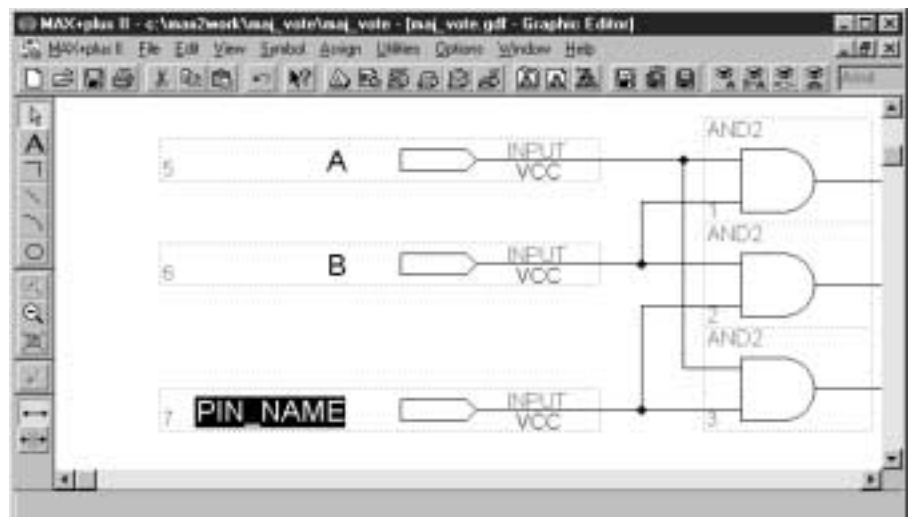 MAX+plus II - c:\max2work\maj_vote\maj_vote - [maj_vote.gdf - Graphic Editor]
MAX+plus II File Edit View Symbol Assign Utilities Options Window Help
AND2
5 A INPUT
VCC
1
AND2
6 B INPUT
VCC
2
AND2
7 PIN_NAME INPUT
VCC
3